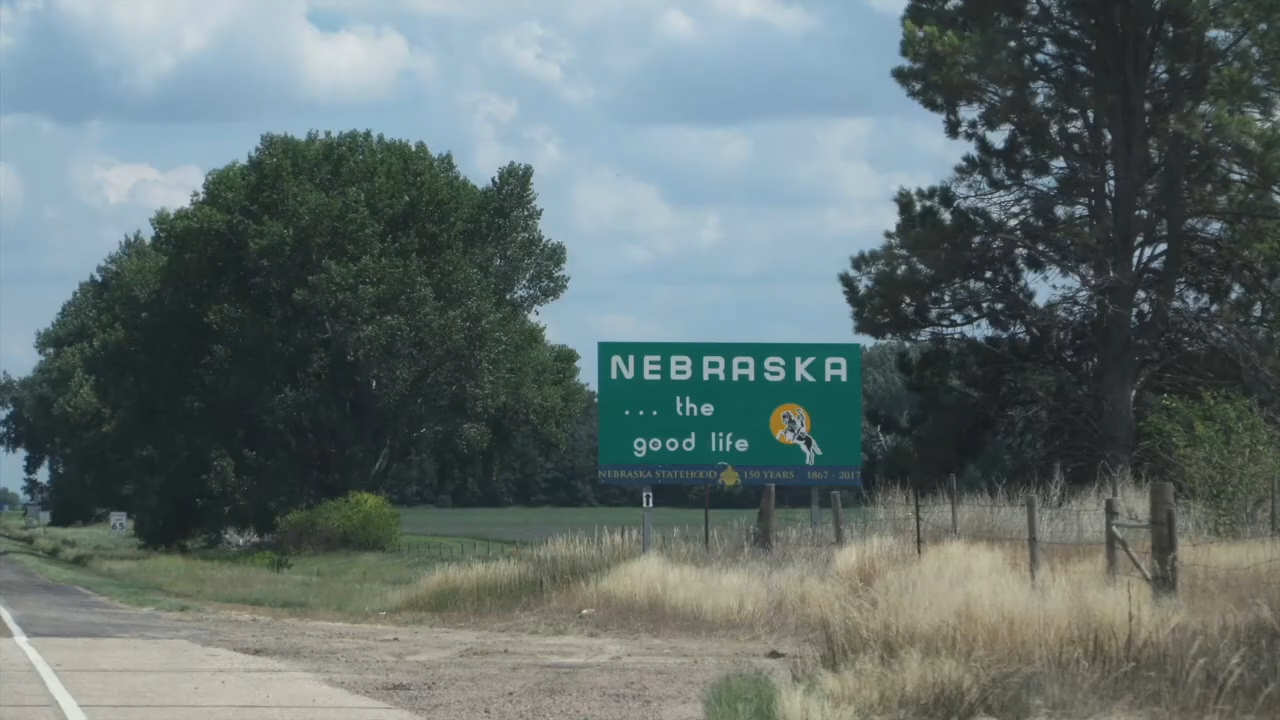 NEBRASKA
... the
good life
NEBRASKA STATEHOOD 150 YEARS 1867 - 2017
65